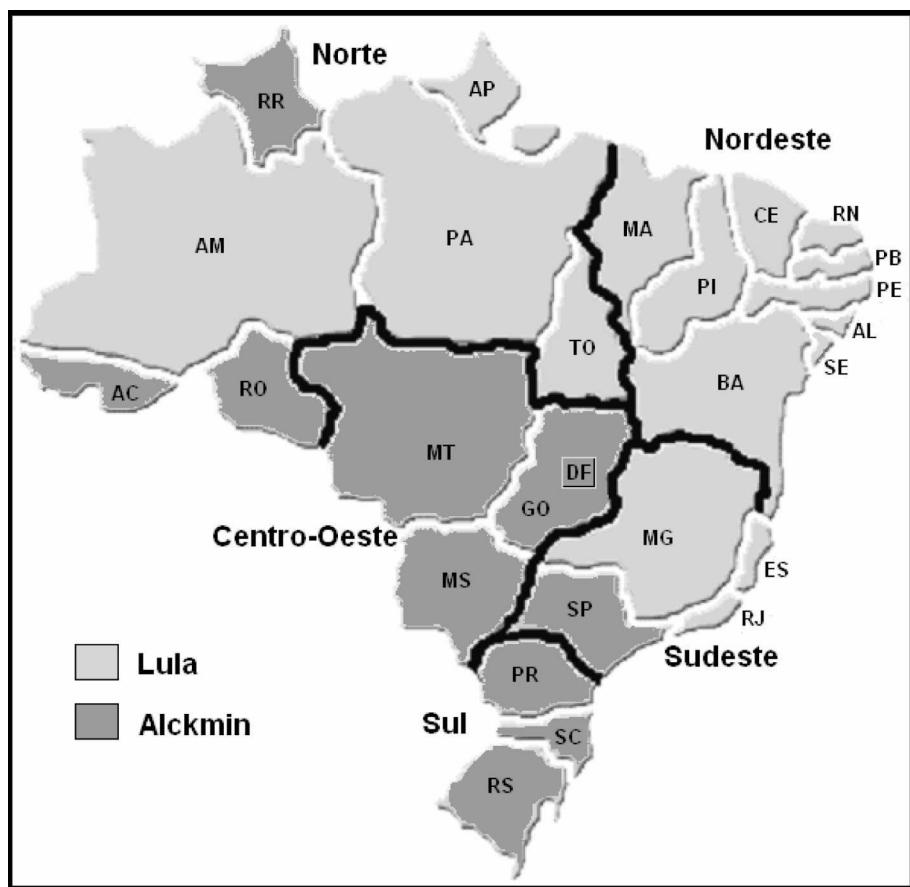 Norte
AP
RR
Nordeste
CE
RN
MA
AM
PA
PB
PI
PE
AL
TO
SE
BA
AC
RO
MT
DF
GO
Centro-Oeste
MG
ES
MS
SP
RJ
Lula
Sudeste
PR
Alckmin
Sul
SC
RS